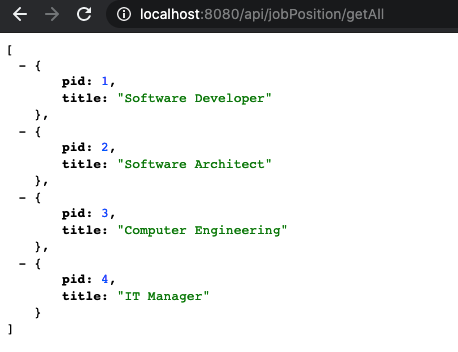 localhost:8080/api/jobPosition/getAll
[
- {
pid: 1,
title: "Software Developer"
},
- {
pid: 2,
title: "Software Architect"
},
- {
pid: 3,
title: "Computer Engineering"
},
- {
pid: 4,
title: "IT Manager"
}
]